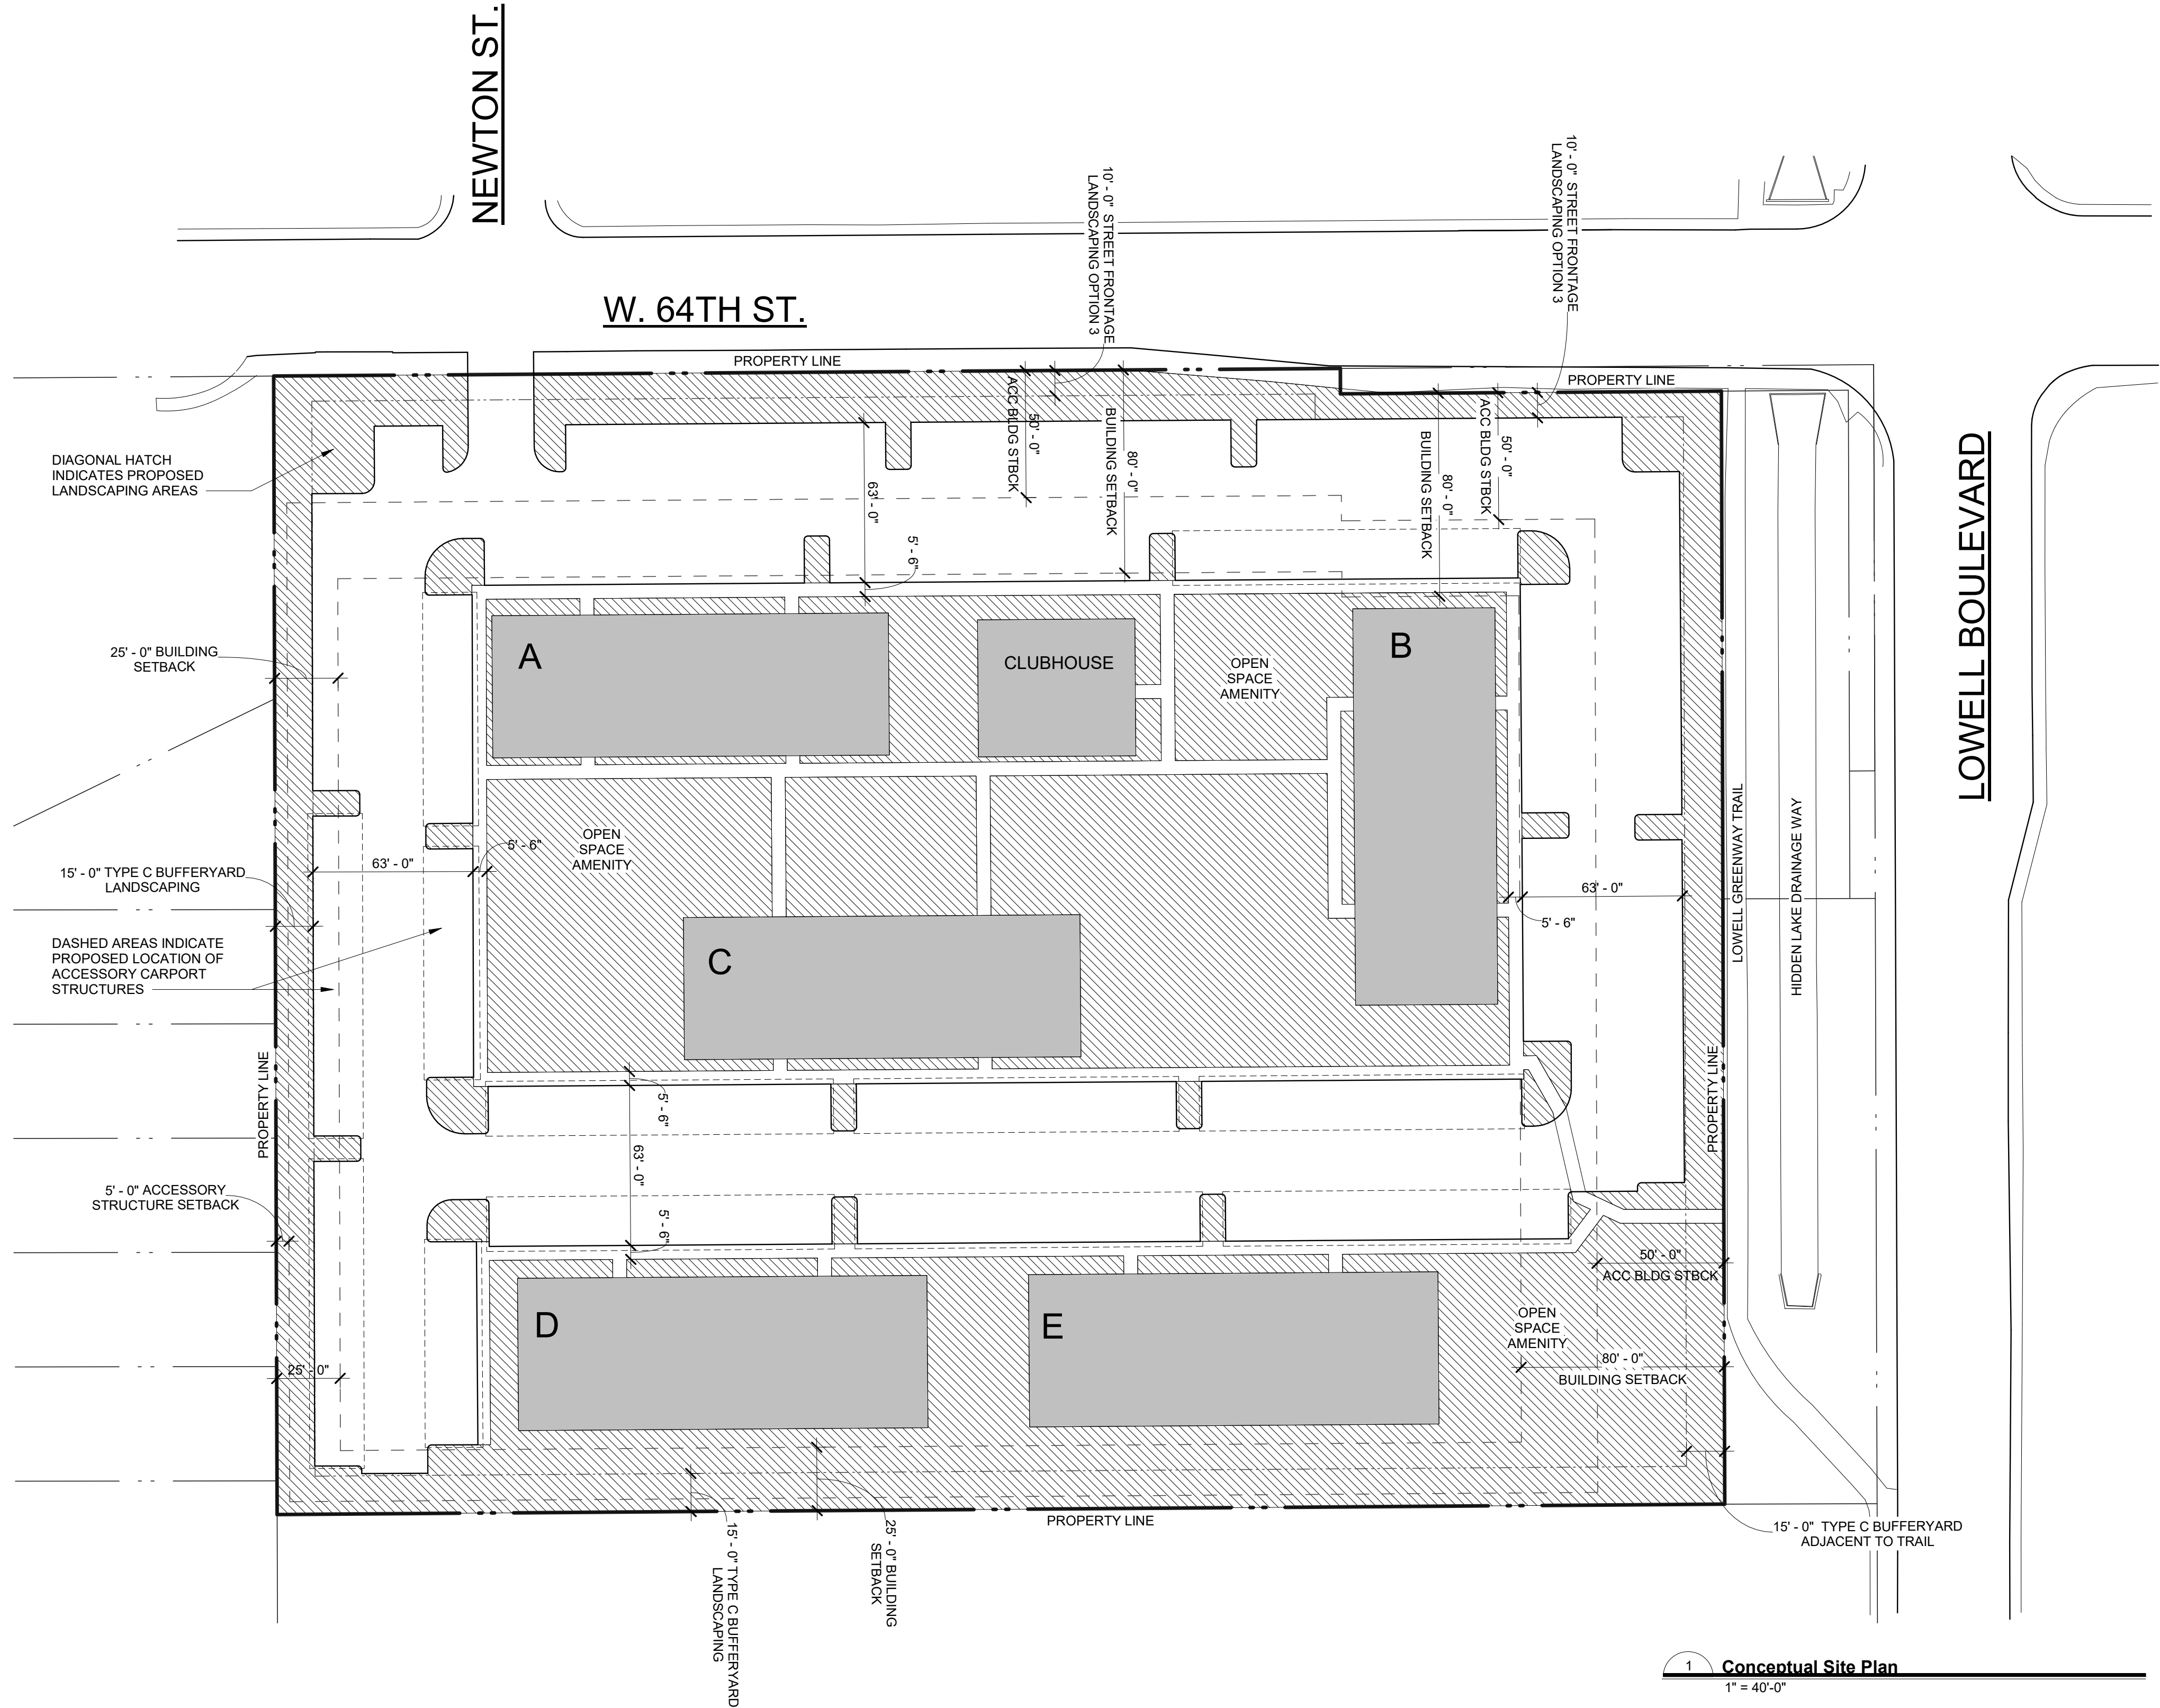 NEWTON ST.
10' - 0" STREET FRONTAGE
LANDSCAPING OPTION 3
10' - 0" STREET FRONTAGE
LANDSCAPING OPTION 3
W. 64TH ST.
PROPERTY LINE
PROPERTY LINE
50' - 0"
ACC BLDG STBCK
80' - 0"
BUILDING SETBACK
80' - 0"
BUILDING SETBACK
50' - 0"
ACC BLDG STBCK
DIAGONAL HATCH
INDICATES PROPOSED
LANDSCAPING AREAS
63' - 0"
5' - 6"
LOWELL BOULEVARD
25' - 0" BUILDING
SETBACK
A
CLUBHOUSE
OPEN
SPACE
AMENITY
B
OPEN
SPACE
AMENITY
5' - 6"
63' - 0"
15' - 0" TYPE C BUFFERYARD
LANDSCAPING
63' - 0"
5' - 6"
LOWELL GREENWAY TRAIL
HIDDEN LAKE DRAINAGE WAY
DASHED AREAS INDICATE
PROPOSED LOCATION OF
ACCESSORY CARPORT
STRUCTURES
C
PROPERTY LINE
PROPERTY LINE
5' - 6"
63' - 0"
5' - 6"
5' - 0" ACCESSORY
STRUCTURE SETBACK
50' - 0"
ACC BLDG STBCK
D
E
OPEN
SPACE
AMENITY
80' - 0"
BUILDING SETBACK
25' - 0"
PROPERTY LINE
15' - 0" TYPE C BUFFERYARD
LANDSCAPING
25' - 0" BUILDING
SETBACK
15' - 0" TYPE C BUFFERYARD
ADJACENT TO TRAIL
1
Conceptual Site Plan
1" = 40'-0"